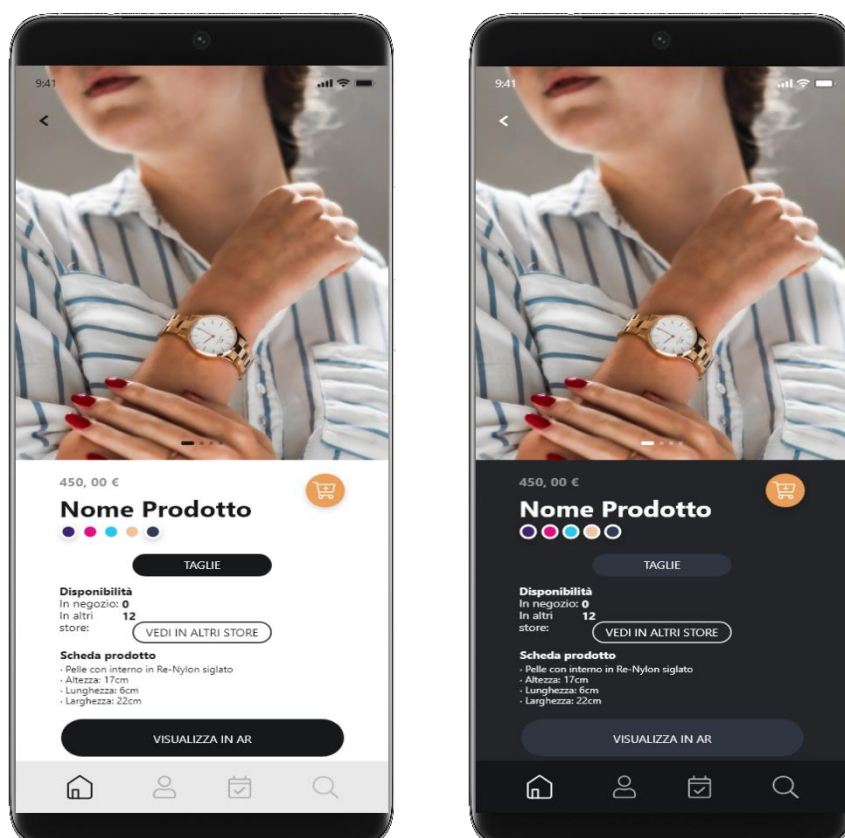 9:41
450, 00 €
Nome Prodotto
TAGLIE
Disponibilità
In negozio: 0
In altri 12
store:
VEDI IN ALTRI STORE
Scheda prodotto
· Pelle con interno in Re-Nylon siglato
· Altezza: 17cm
· Lunghezza: 6cm
· Larghezza: 22cm
VISUALIZZA IN AR
9:41
450, 00 €
Nome Prodotto
TAGLIE
Disponibilità
In negozio: 0
In altri 12
store:
VEDI IN ALTRI STORE
Scheda prodotto
· Pelle con interno in Re-Nylon siglato
· Altezza: 17cm
· Lunghezza: 6cm
· Larghezza: 22cm
VISUALIZZA IN AR